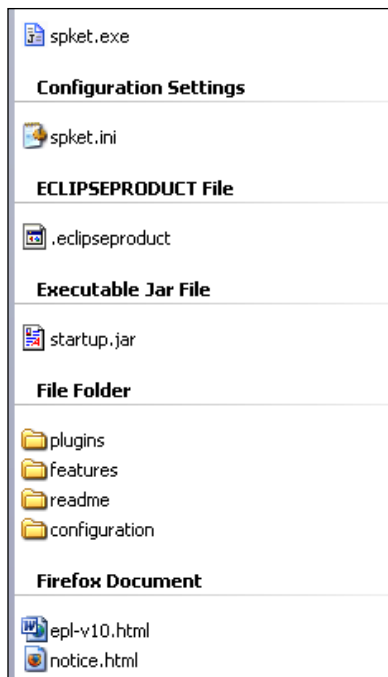 spket.exe
Configuration Settings
spket.ini
ECLIPSEPRODUCT File
.eclipseproduct
Executable Jar File
startup.jar
File Folder
plugins
features
readme
configuration
Firefox Document
epl-v10.html
notice.html